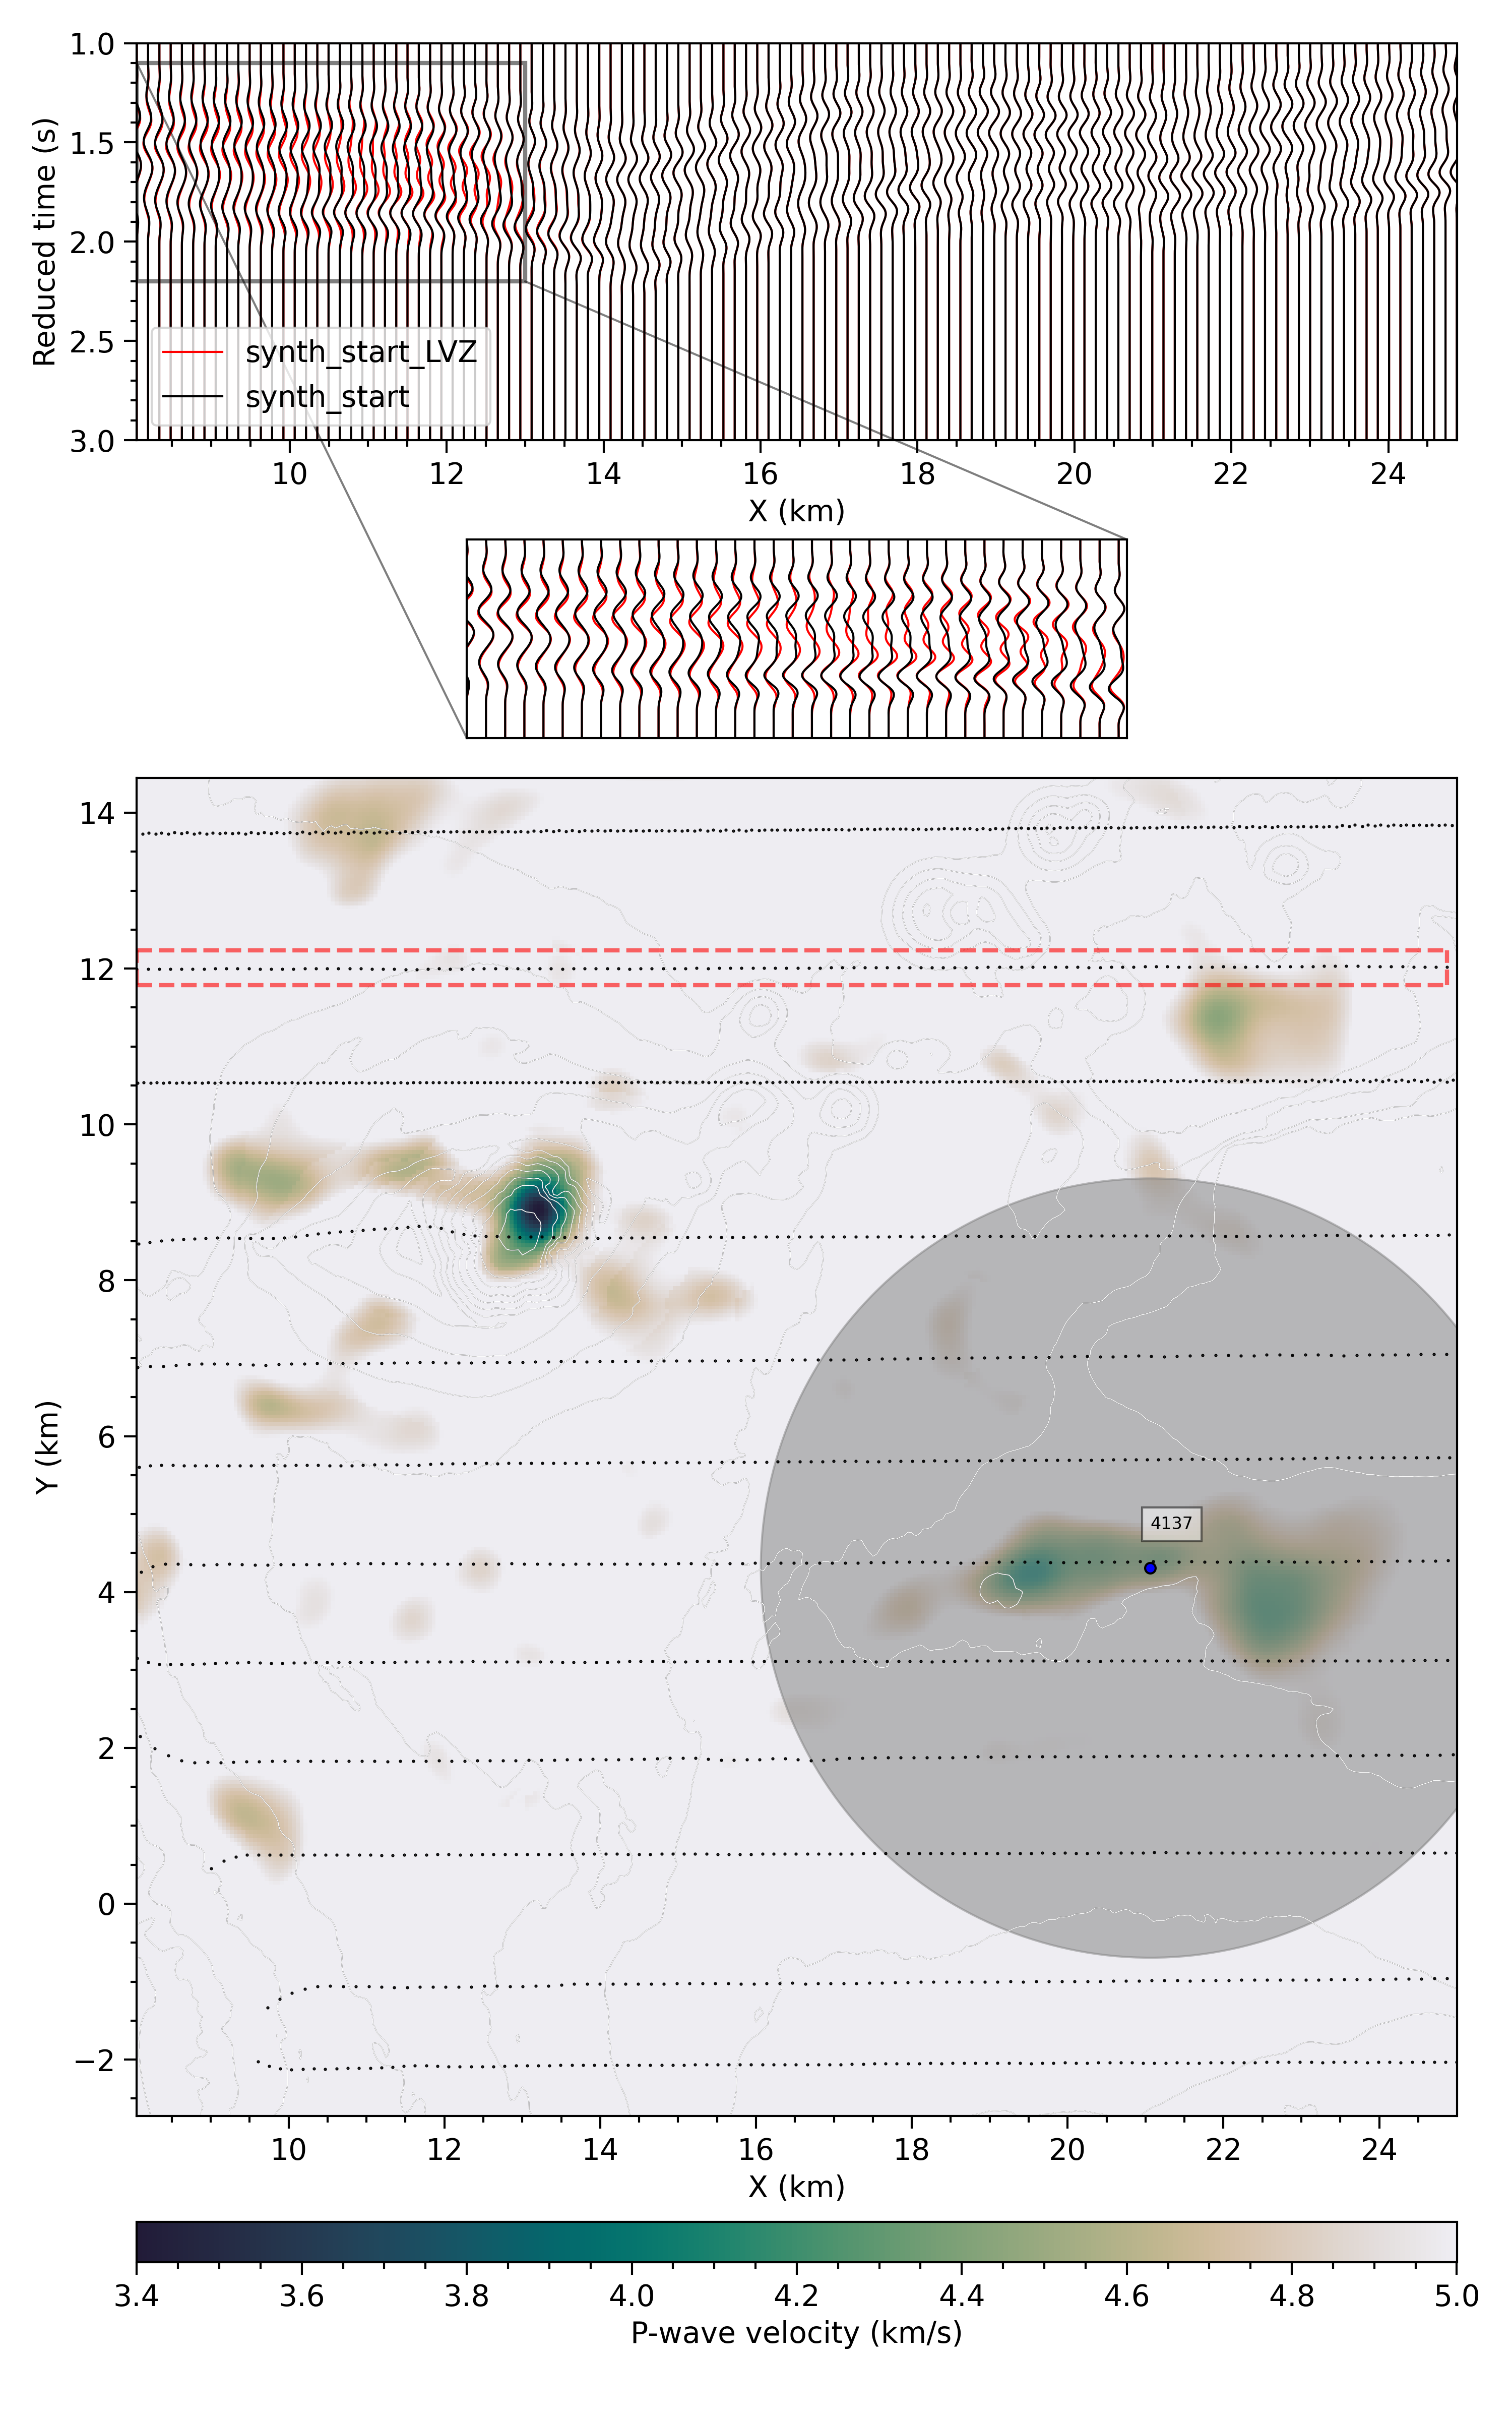 1.0
1.5
2.0
2.5
3.0
Reduced time (s)
synth_start_LVZ
synth_start
10 12 14 16 18 20 22 24
X (km)
14
12
10
8
6
4
2
0
−2
Y (km)
4137
10 12 14 16 18 20 22 24
X (km)
3.4 3.6 3.8 4.0 4.2 4.4 4.6 4.8 5.0
P-wave velocity (km/s)